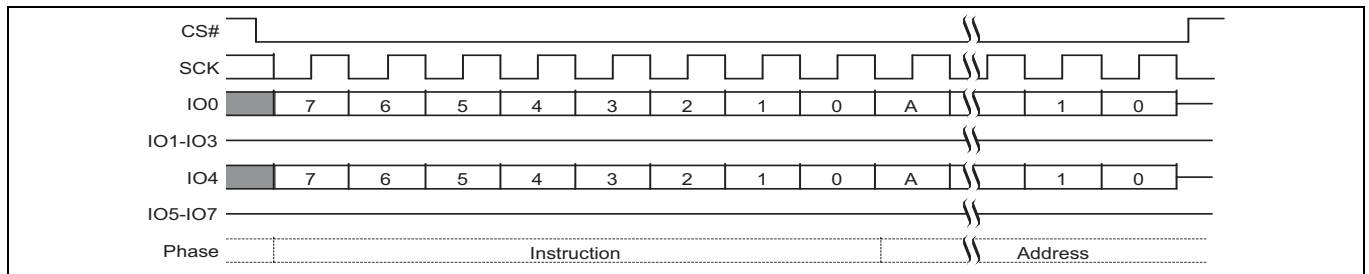 CS#
SCK
IO0 7 6 5 4 3 2 1 0 A 1 0
IO1-IO3
IO4 7 6 5 4 3 2 1 0 A 1 0
IO5-IO7
Phase Instruction Address